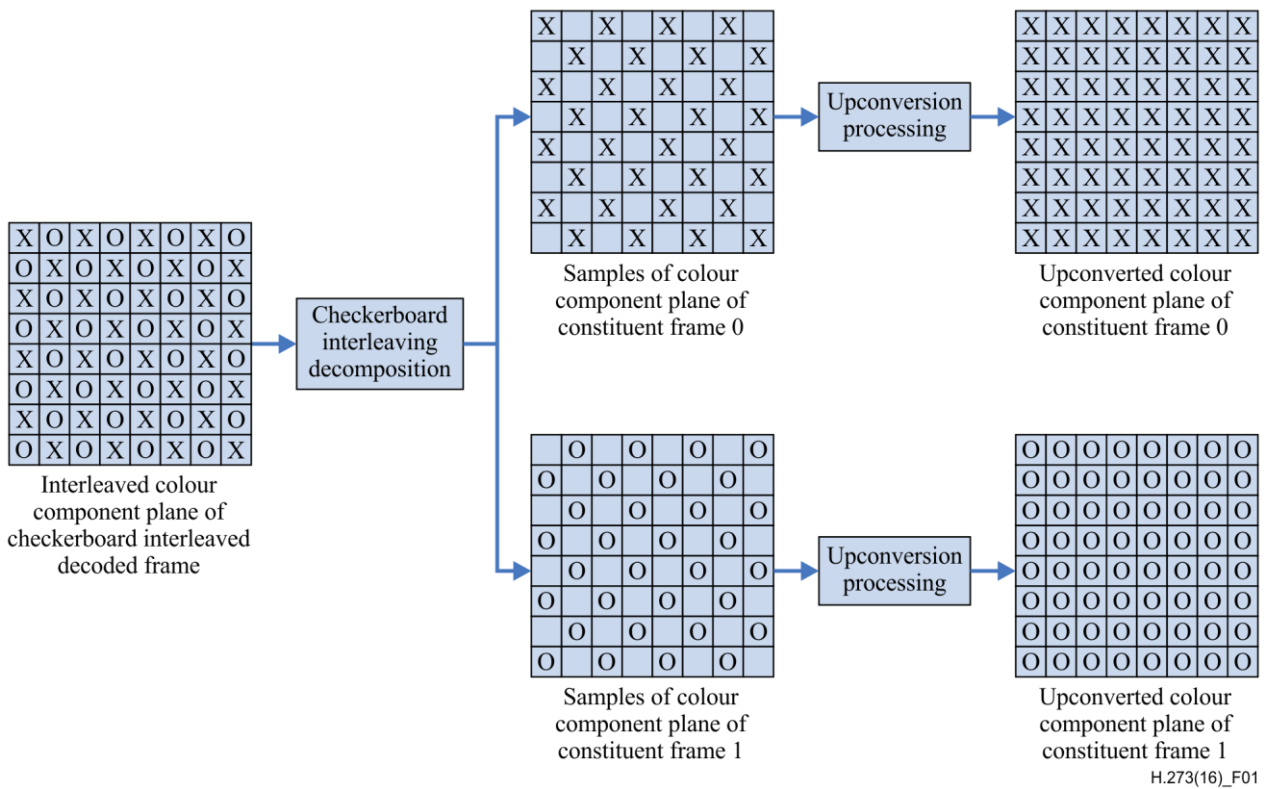 X O X O X O X O
O X O X O X O X
X O X O X O X O
O X O X O X O X
X O X O X O X O
O X O X O X O X
X O X O X O X O
O X O X O X O X
Interleaved colour
component plane of
checkerboard interleaved
decoded frame
Checkerboard
interleaving
decomposition
X X X X
X X X X
X X X X
X X X X
X X X X
X X X X
X X X X
X X X X
Samples of colour
component plane of
constituent frame 0
Upconversion
processing
X X X X X X X X
X X X X X X X X
X X X X X X X X
X X X X X X X X
X X X X X X X X
X X X X X X X X
X X X X X X X X
X X X X X X X X
Upconverted colour
component plane of
constituent frame 0
O O O O
O O O O
O O O O
O O O O
O O O O
O O O O
O O O O
O O O O
Samples of colour
component plane of
constituent frame 1
Upconversion
processing
O O O O O O O O
O O O O O O O O
O O O O O O O O
O O O O O O O O
O O O O O O O O
O O O O O O O O
O O O O O O O O
O O O O O O O O
Upconverted colour
component plane of
constituent frame 1
H.273(16)_F01